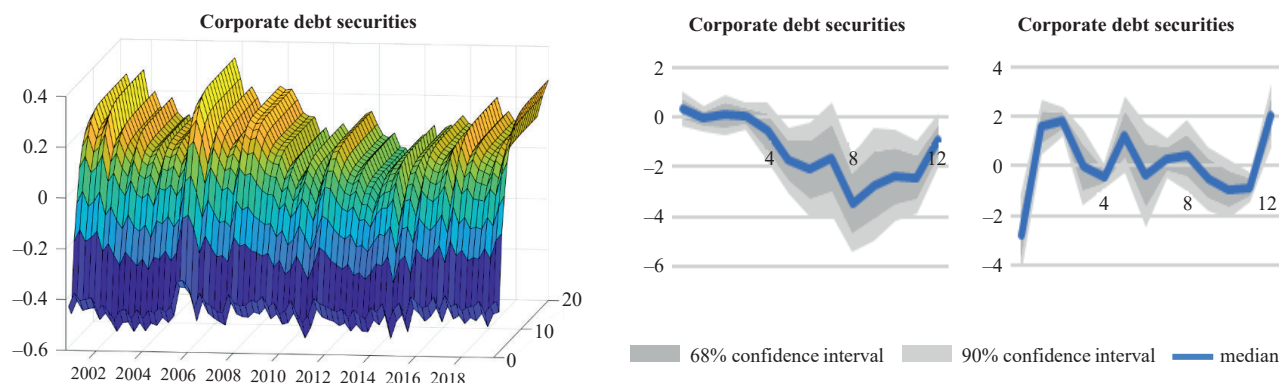 Corporate debt securities
0.4
0.2
0
–0.2
–0.4
–0.6
2002 2004 2006 2008 2010 2012 2014 2016 2018
0
10
20
Corporate debt securities
2
0
–2
–4
–6
4 8 12
Corporate debt securities
4
2
0
–2
–4
4 8 12
68% confidence interval 90% confidence interval median